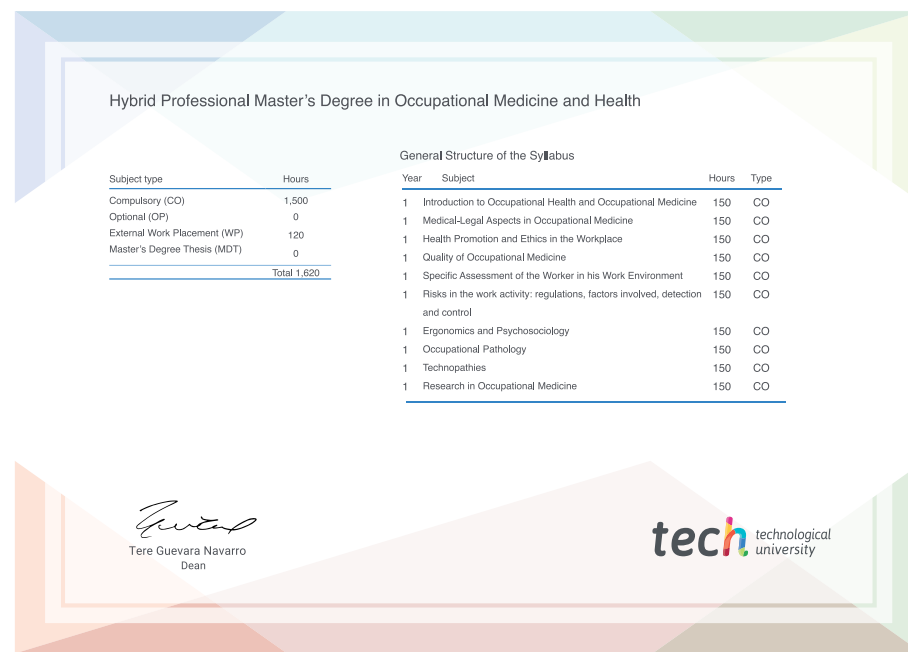 Hybrid Professional Master's Degree in Occupational Medicine and Health
Subject type Hours
Compulsory (CO) 1,500
Optional (OP) 0
External Work Placement (WP) 120
Master's Degree Thesis (MDT) 0
Total 1,620
General Structure of the Syllabus
Year Subject Hours Type
1 Introduction to Occupational Health and Occupational Medicine 150 CO
1 Medical-Legal Aspects in Occupational Medicine 150 CO
1 Health Promotion and Ethics in the Workplace 150 CO
1 Quality of Occupational Medicine 150 CO
1 Specific Assessment of the Worker in his Work Environment 150 CO
1 Risks in the work activity: regulations, factors involved, detection 150 CO
and control
1 Ergonomics and Psychosociology 150 CO
1 Occupational Pathology 150 CO
1 Technopathies 150 CO
1 Research in Occupational Medicine 150 CO
Tere Guevara Navarro
Dean
tech technological
university